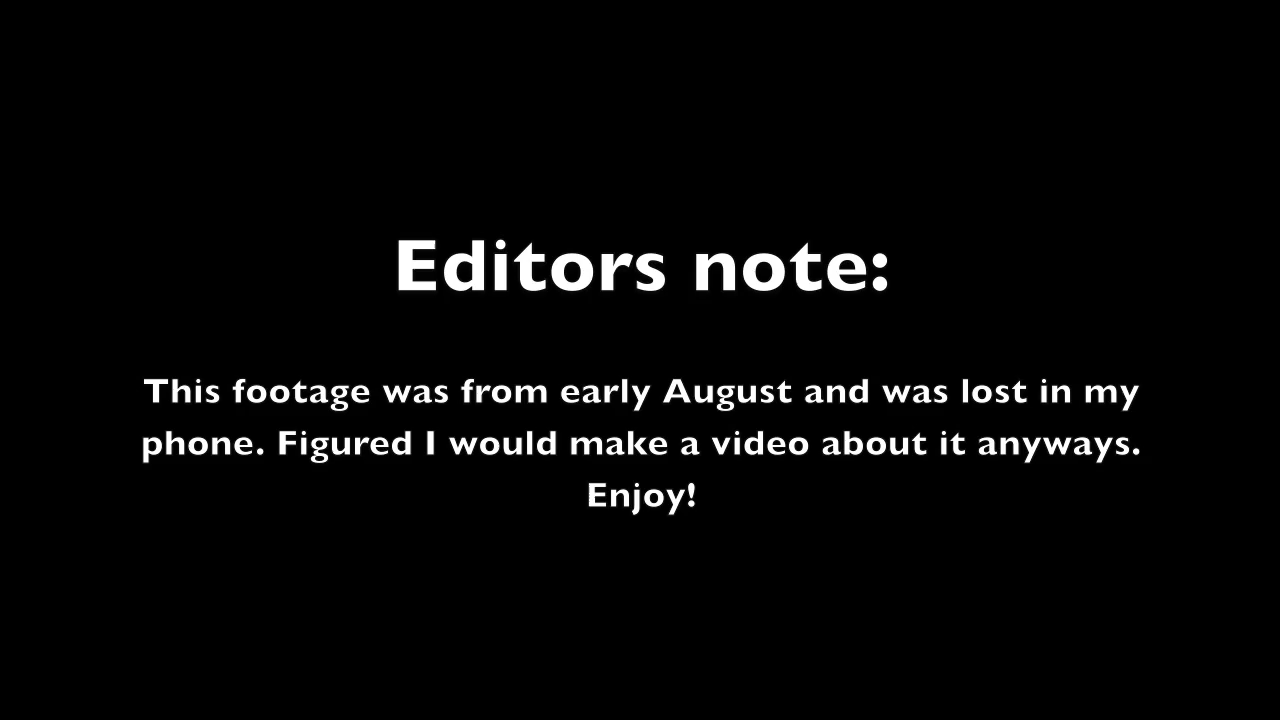 Editors note:
This footage was from early August and was lost in my
phone. Figured I would make a video about it anyways.
Enjoy!